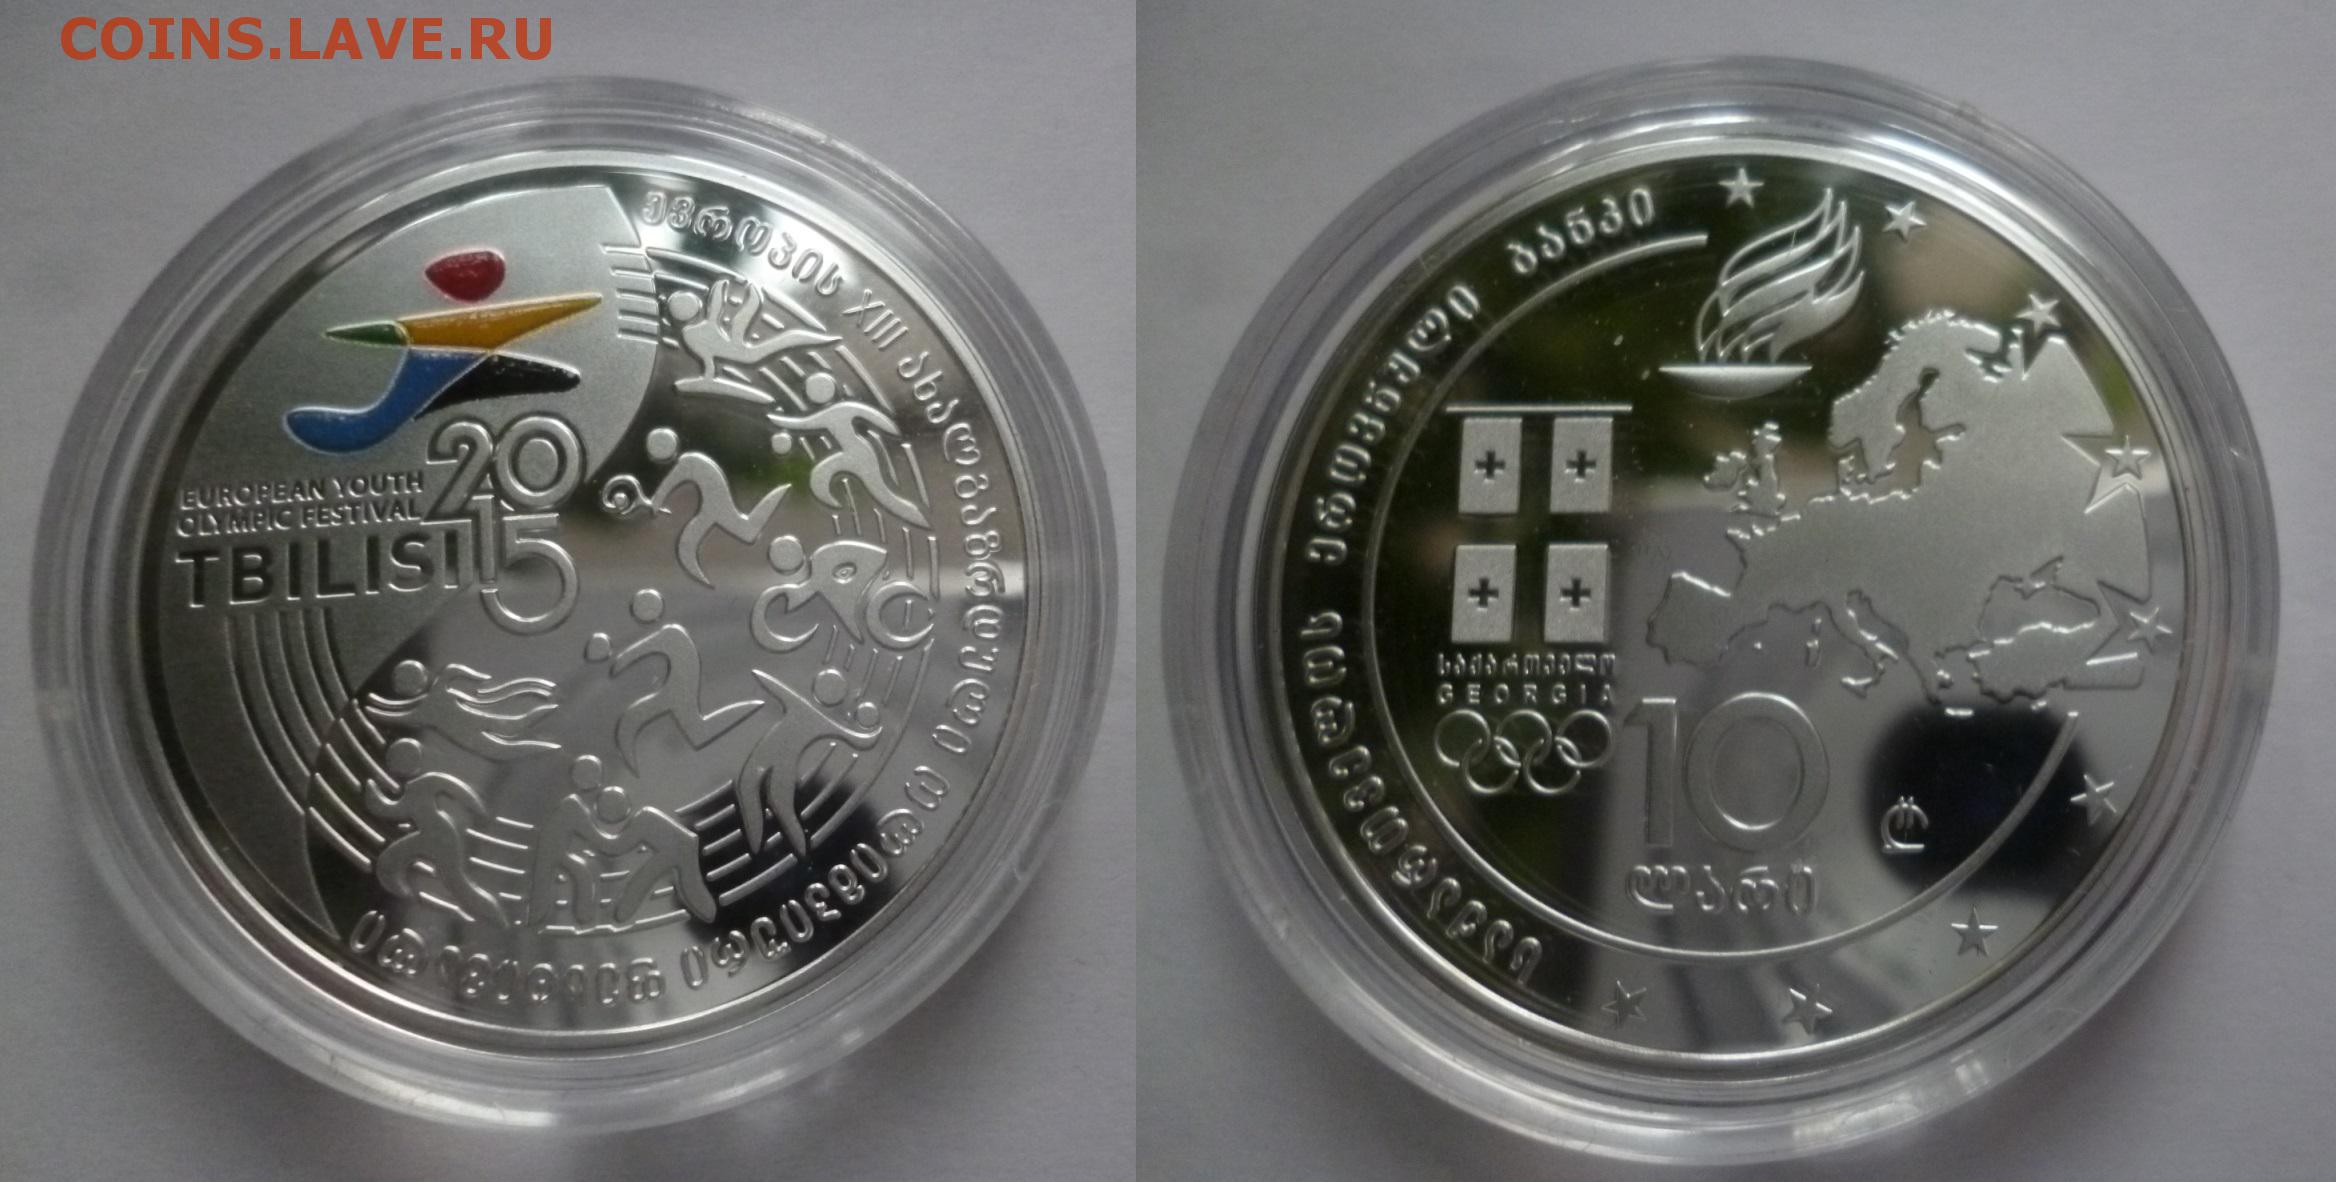 COINS.LAVE.RU
ევროპის XIII ახალგაზრდული ოლიმპიური ფესტივალი
EUROPEAN YOUTH
OLYMPIC FESTIVAL
2015
TBILISI
საქართველოს ეროვნული ბანკი
საქართველო
GEORGIA
10
ლარი
₾